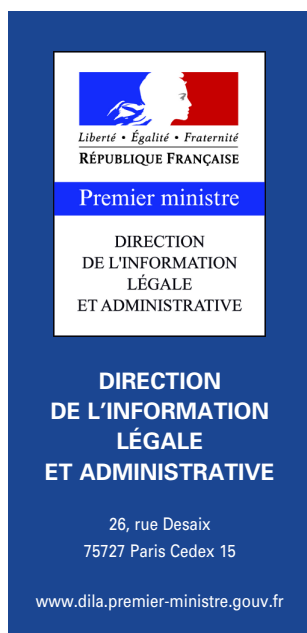 Liberté • Égalité • Fraternité
RÉPUBLIQUE FRANÇAISE
Premier ministre
DIRECTION
DE L'INFORMATION
LÉGALE
ET ADMINISTRATIVE
DIRECTION
DE L'INFORMATION
LÉGALE
ET ADMINISTRATIVE
26, rue Desaix
75727 Paris Cedex 15
www.dila.premier-ministre.gouv.fr